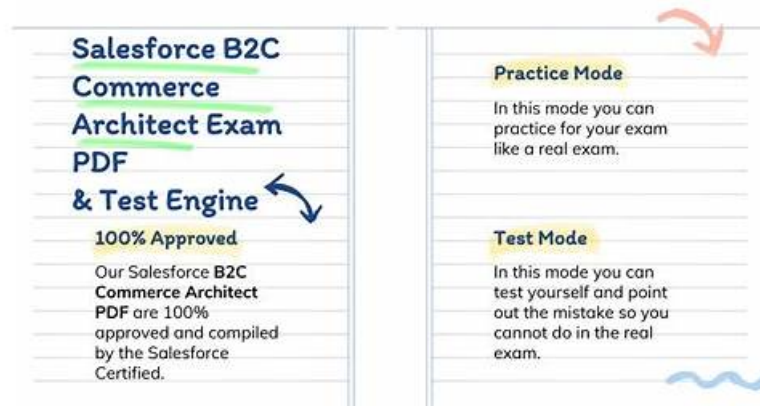 Salesforce B2C
Commerce
Architect Exam
PDF
& Test Engine
100% Approved
Our Salesforce B2C
Commerce Architect
PDF are 100%
approved and compiled
by the Salesforce
Certified.
Practice Mode
In this mode you can
practice for your exam
like a real exam.
Test Mode
In this mode you can
test yourself and point
out the mistake so you
cannot do in the real
exam.